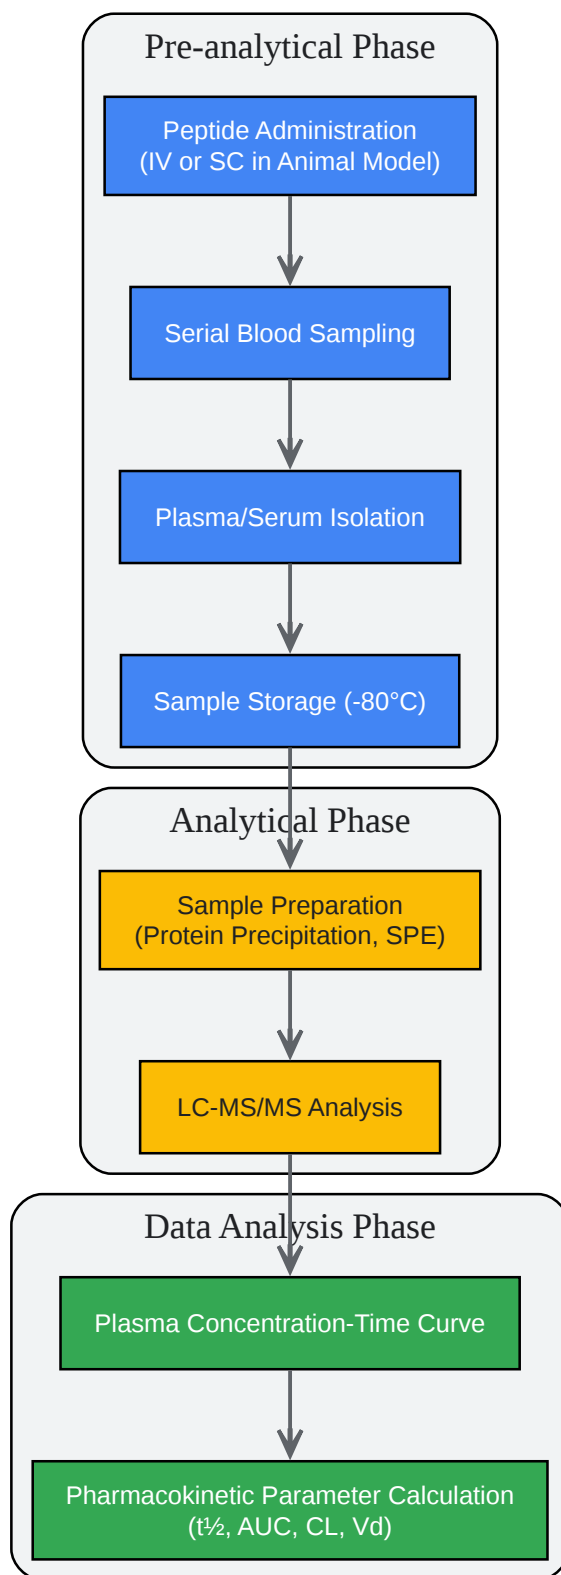 Pre-analytical Phase
Peptide Administration
(IV or SC in Animal Model)
Serial Blood Sampling
Plasma/Serum Isolation
Sample Storage (-80°C)
Analytical Phase
Sample Preparation
(Protein Precipitation, SPE)
LC-MS/MS Analysis
Data Analysis Phase
Plasma Concentration-Time Curve
Pharmacokinetic Parameter Calculation
(t½, AUC, CL, Vd)